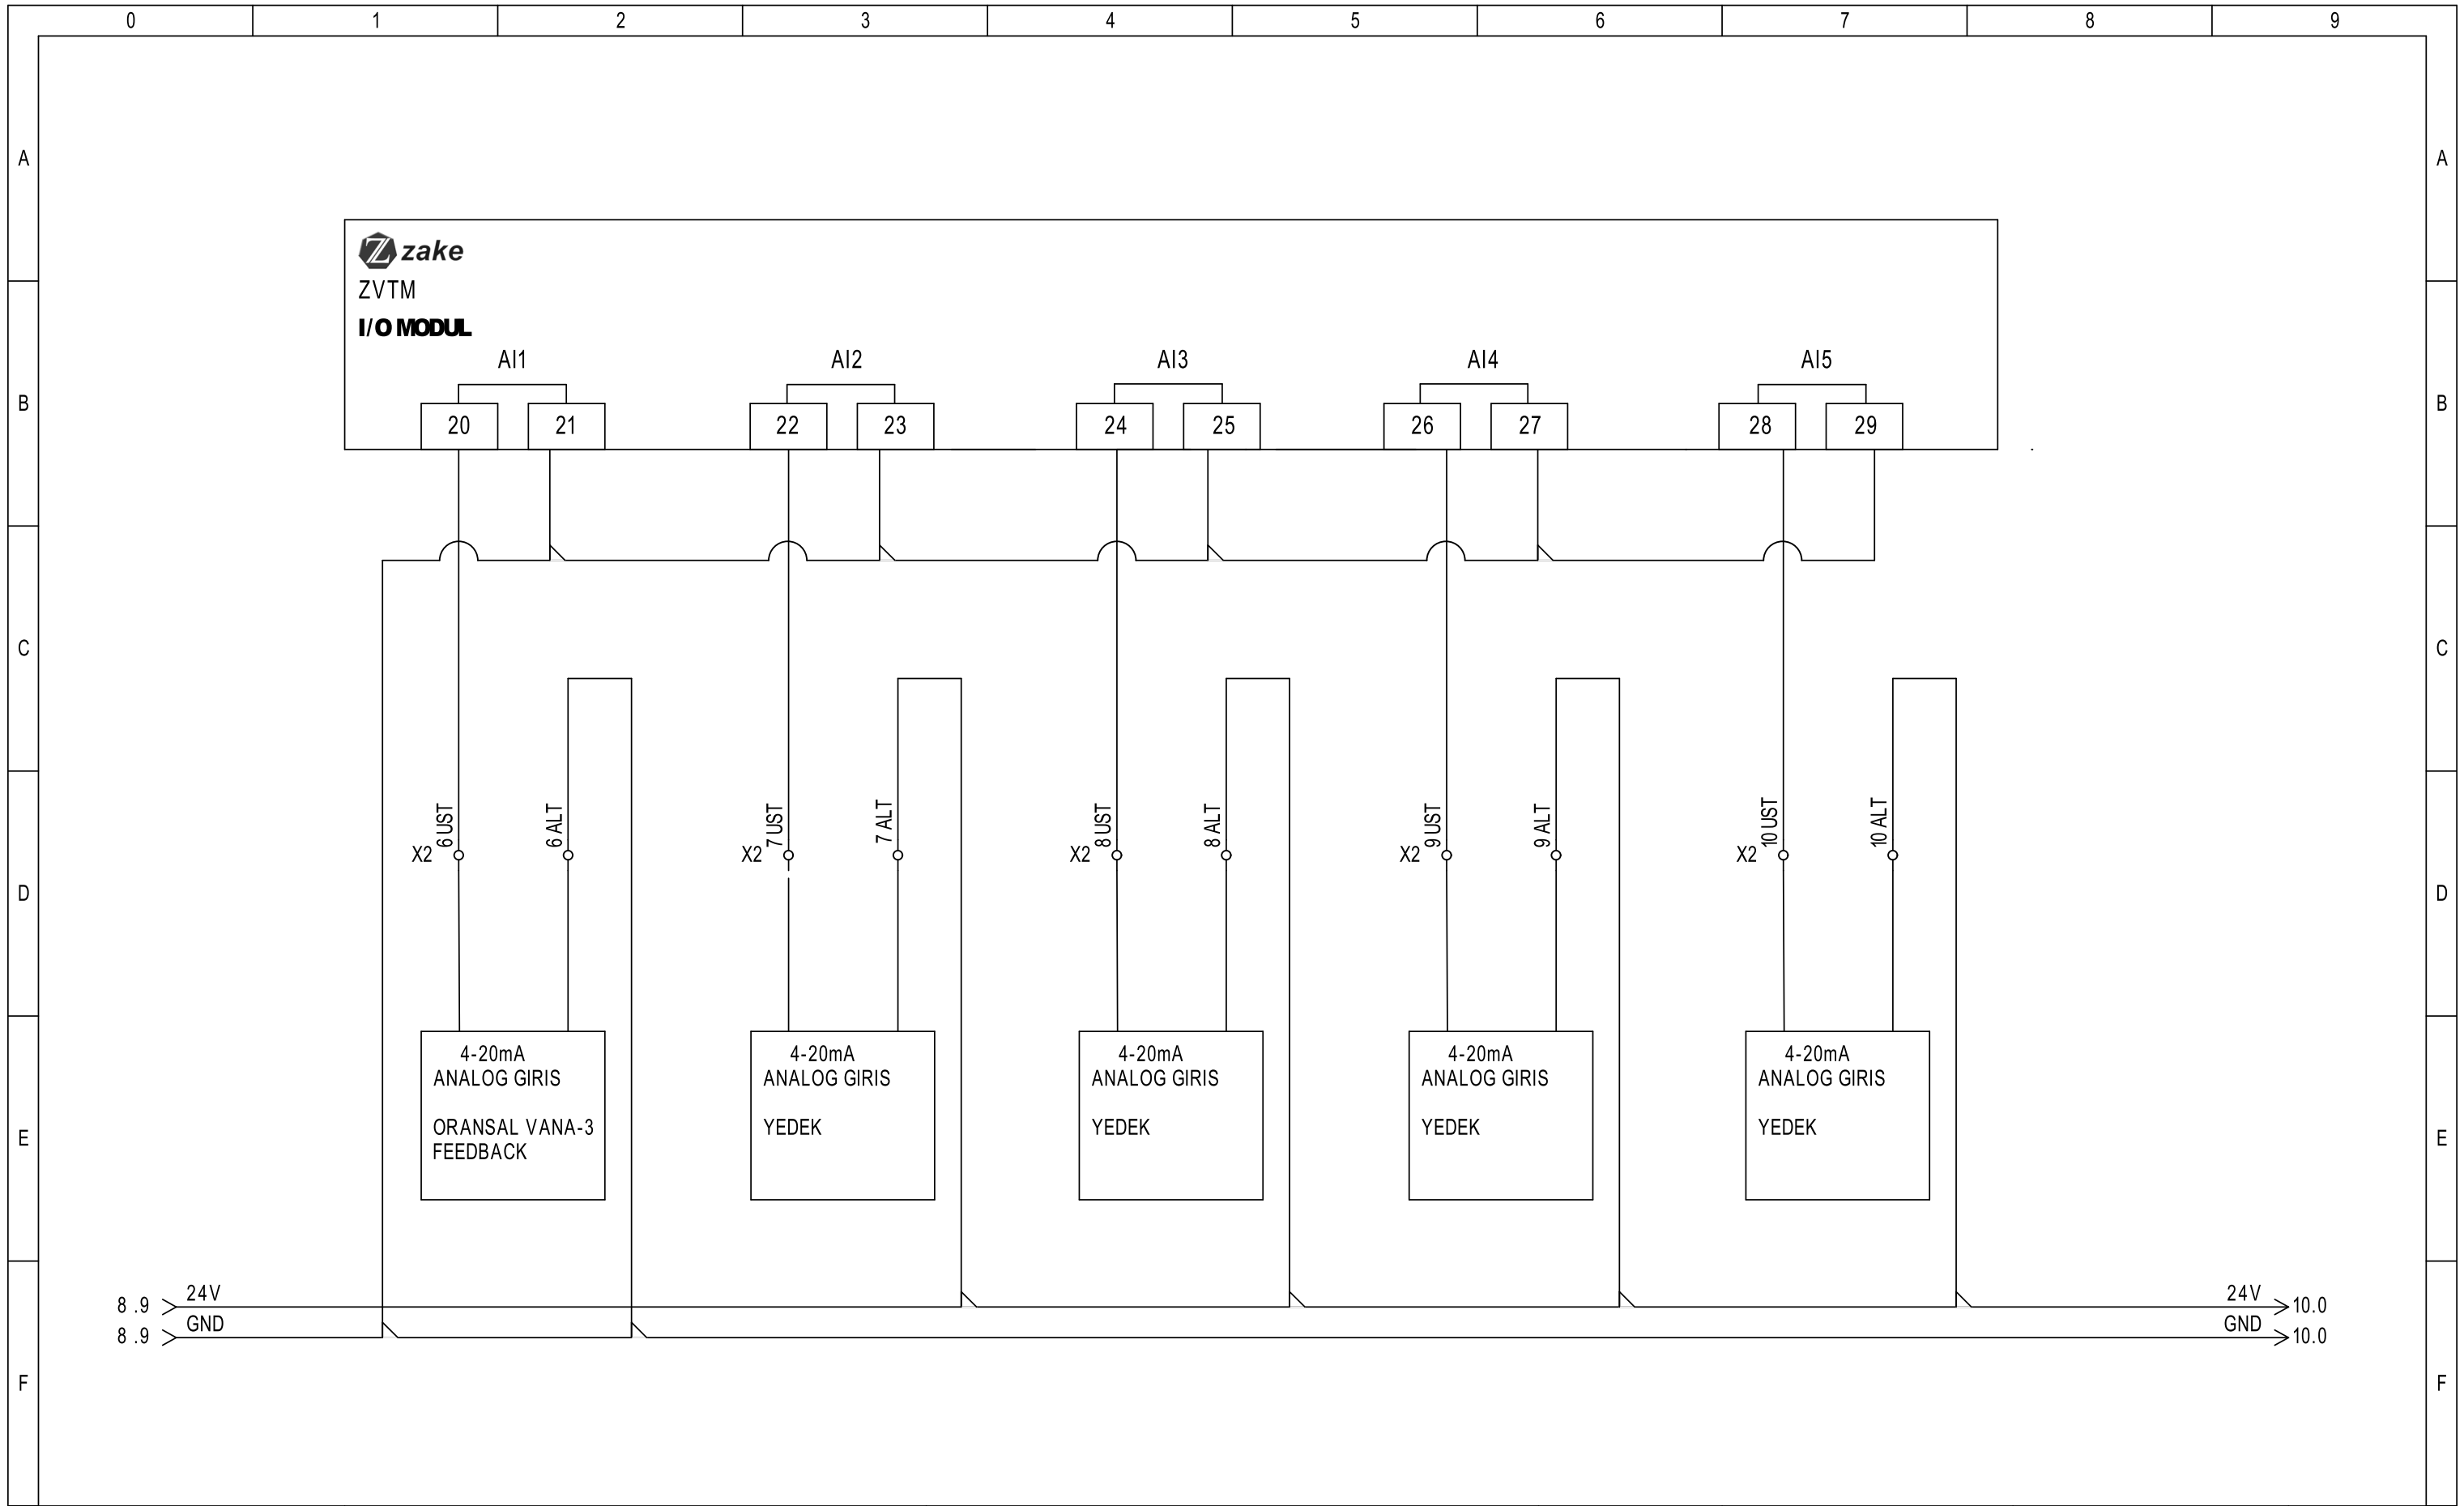 0 1 2 3 4 5 6 7 8 9
A A
zake
ZVTM
I/O MODUL
AI1 AI2 AI3 AI4 AI5
B B
20 21 22 23 24 25 26 27 28 29
C C
6 UST 6 ALT 7 UST 7 ALT 8 UST 8 ALT 9 UST 9 ALT 10 UST 10 ALT
X2 X2 X2 X2 X2
D D
4-20mA 4-20mA 4-20mA 4-20mA 4-20mA
ANALOG GIRIS ANALOG GIRIS ANALOG GIRIS ANALOG GIRIS ANALOG GIRIS
ORANSAL VANA-3 YEDEK YEDEK YEDEK YEDEK
E E
FEEDBACK
24V 24V
8 .9 10.0
GND GND
8 .9 10.0
F F